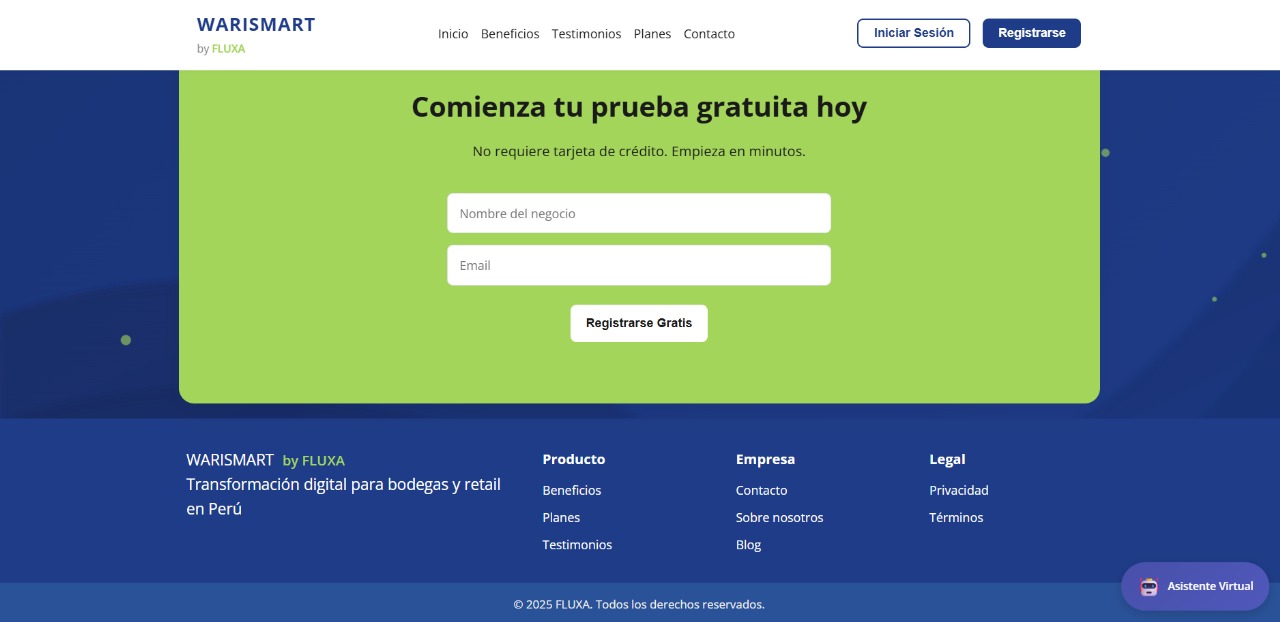 WARISMART
by FLUXA
Inicio Beneficios Testimonios Planes Contacto
Iniciar Sesión
Registrarse
Comienza tu prueba gratuita hoy
No requiere tarjeta de crédito. Empieza en minutos.
Nombre del negocio
Email
Registrarse Gratis
WARISMART by FLUXA
Transformación digital para bodegas y retail
en Perú
Producto
Beneficios
Planes
Testimonios
Empresa
Contacto
Sobre nosotros
Blog
Legal
Privacidad
Términos
Asistente Virtual
© 2025 FLUXA. Todos los derechos reservados.